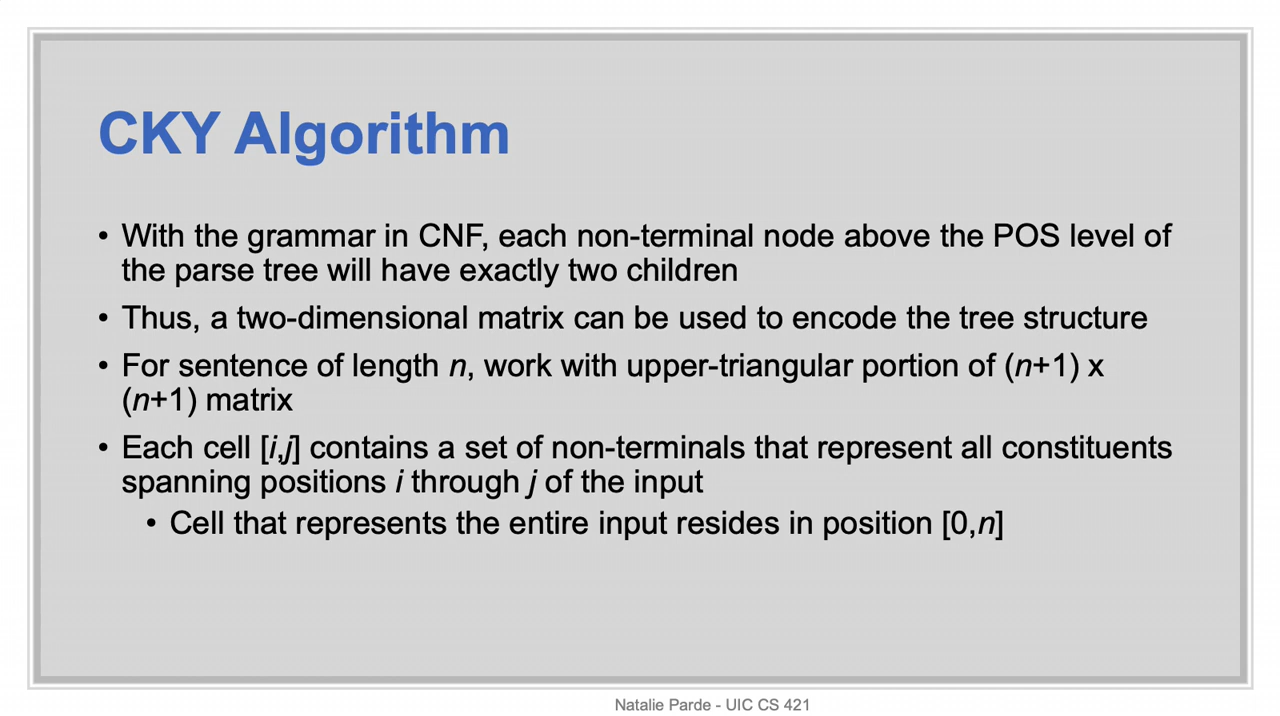 CKY Algorithm
• With the grammar in CNF, each non-terminal node above the POS level of
the parse tree will have exactly two children
• Thus, a two-dimensional matrix can be used to encode the tree structure
• For sentence of length n, work with upper-triangular portion of (n+1) x
(n+1) matrix
• Each cell [i,j] contains a set of non-terminals that represent all constituents
spanning positions i through j of the input
• Cell that represents the entire input resides in position [0,n]
Natalie Parde - UIC CS 421